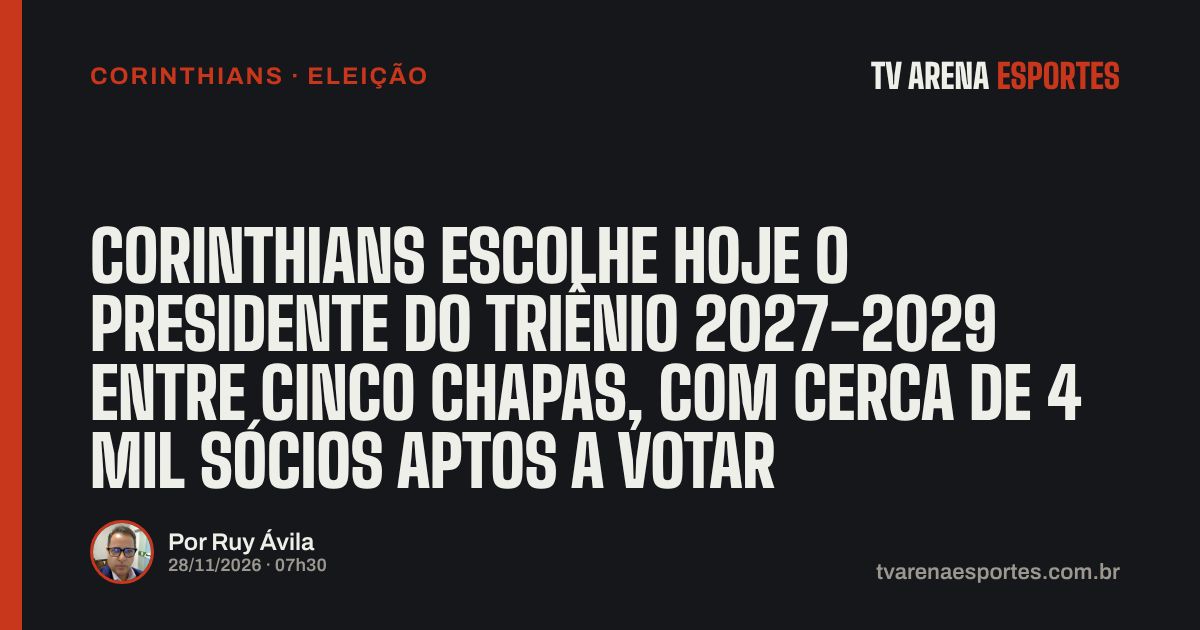 CORINTHIANS · ELEIÇÃO
TV ARENA ESPORTES
CORINTHIANS ESCOLHE HOJE O
PRESIDENTE DO TRIÊNIO 2027–2029
ENTRE CINCO CHAPAS, COM CERCA DE 4
MIL SÓCIOS APTOS A VOTAR
Por Ruy Ávila
28/11/2026 · 07h30
tvarenaesportes.com.br